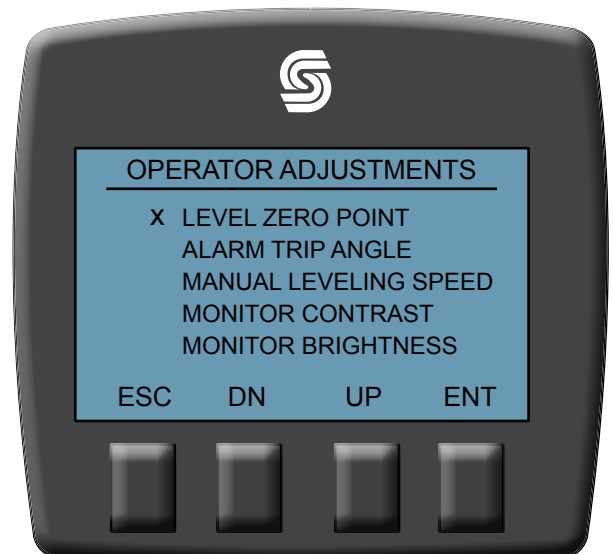 OPERATOR ADJUSTMENTS
X LEVEL ZERO POINT
ALARM TRIP ANGLE
MANUAL LEVELING SPEED
MONITOR CONTRAST
MONITOR BRIGHTNESS
ESC DN UP ENT